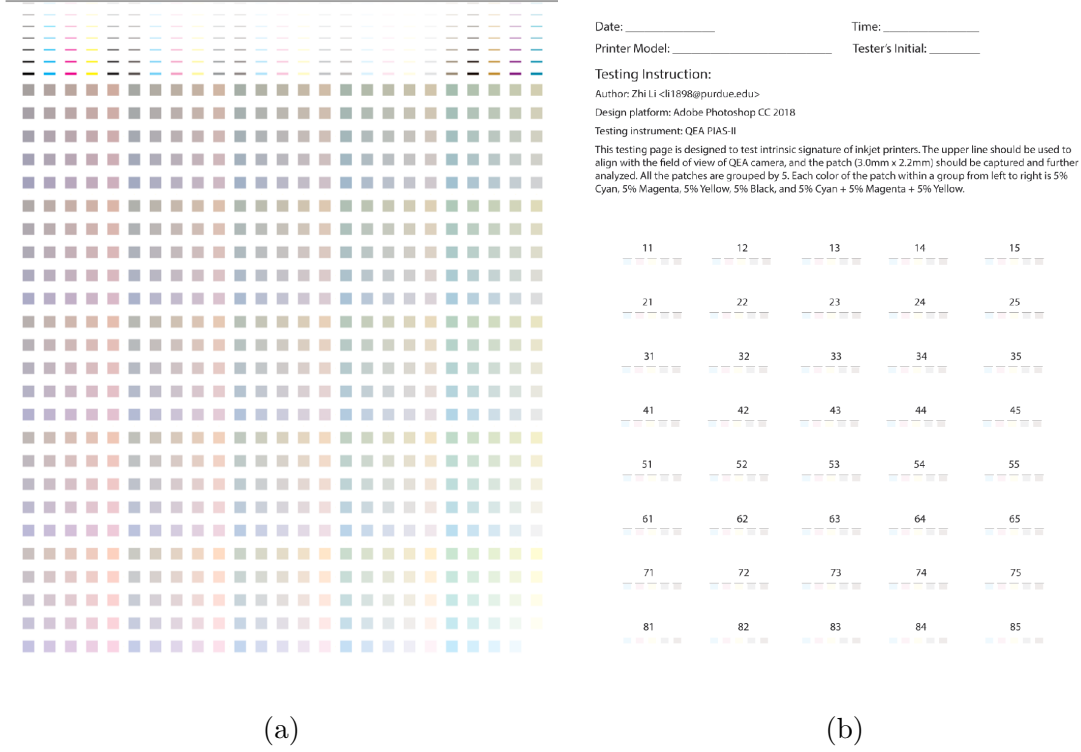 Date: ______________ Time: _______________
Printer Model: _________________________ Tester's Initial: ________
Testing Instruction:
Author: Zhi Li <li1898@purdue.edu>
Design platform: Adobe Photoshop CC 2018
Testing instrument: QEA PIAS-II
This testing page is designed to test intrinsic signature of inkjet printers. The upper line should be used to
align with the field of view of QEA camera, and the patch (3.0mm x 2.2mm) should be captured and further
analyzed. All the patches are grouped by 5. Each color of the patch within a group from left to right is 5%
Cyan, 5% Magenta, 5% Yellow, 5% Black, and 5% Cyan + 5% Magenta + 5% Yellow.
11 12 13 14 15
21 22 23 24 25
31 32 33 34 35
41 42 43 44 45
51 52 53 54 55
61 62 63 64 65
71 72 73 74 75
81 82 83 84 85
(a) (b)